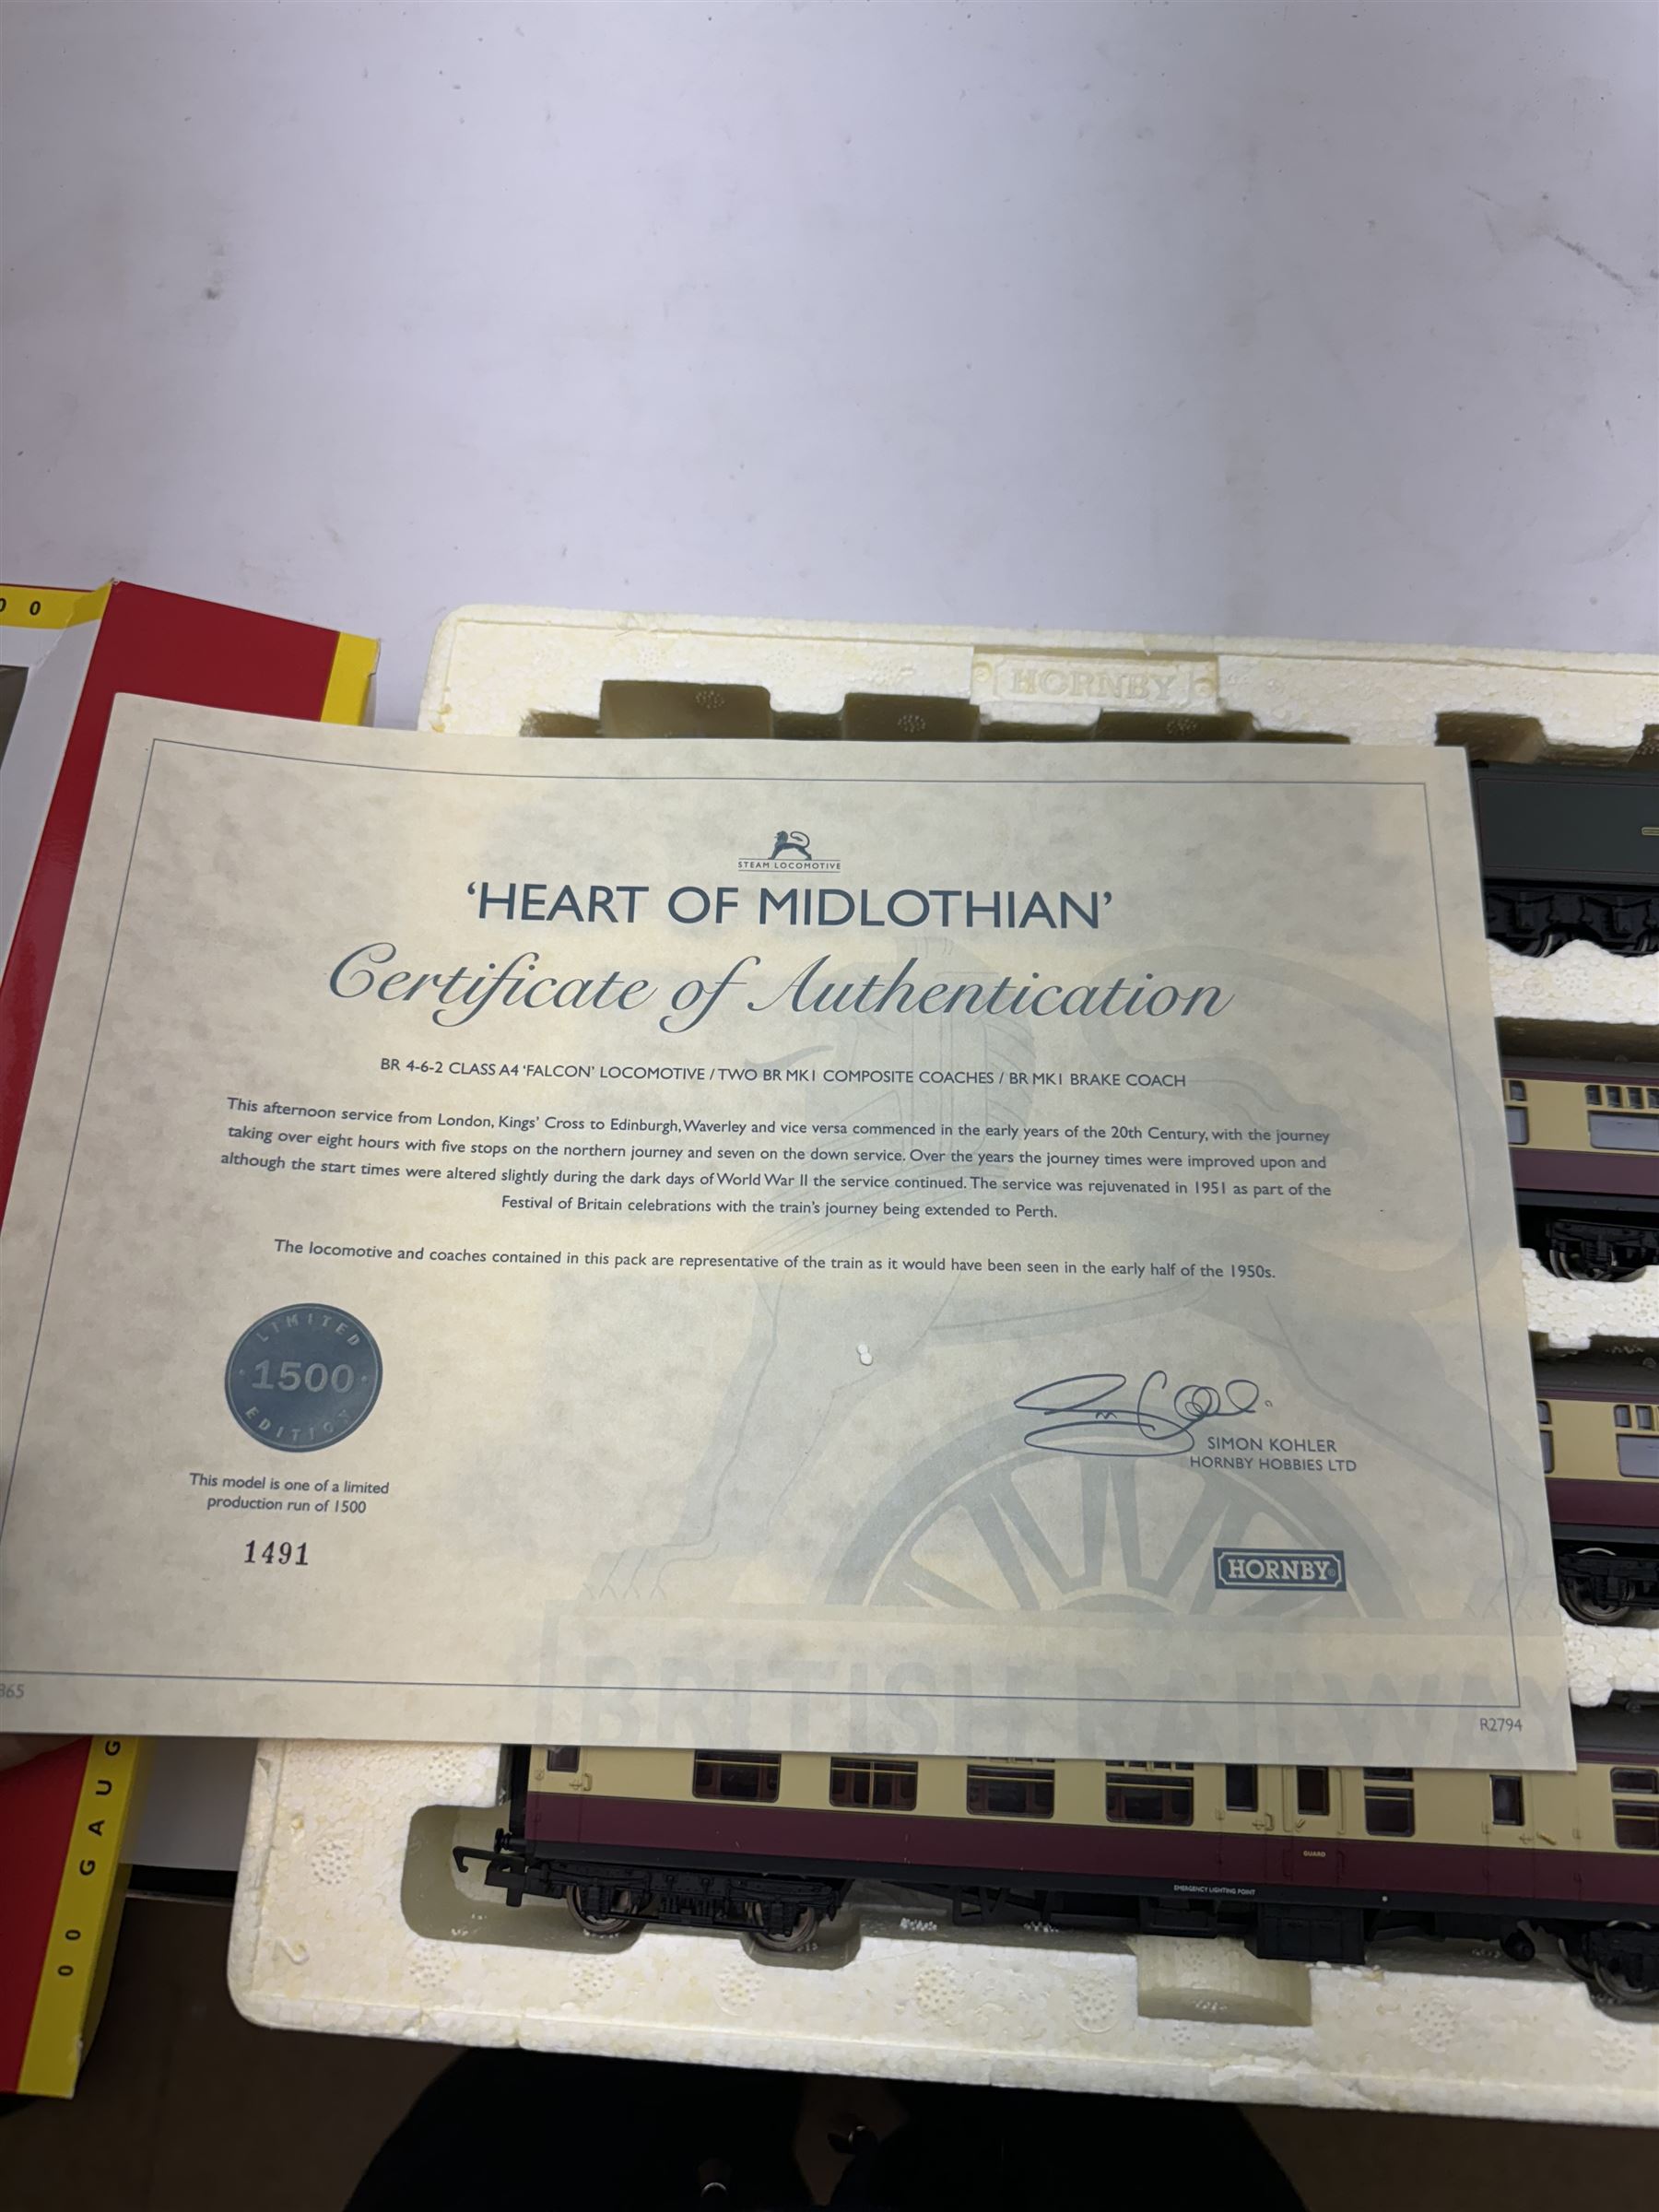 0 0
HORNBY
STEAM LOCOMOTIVE
‘HEART OF MIDLOTHIAN’
Certificate of Authentication
BR 4-6-2 CLASS A4 ‘FALCON’ LOCOMOTIVE / TWO BR MK1 COMPOSITE COACHES / BR MK1 BRAKE COACH
This afternoon service from London, Kings’ Cross to Edinburgh, Waverley and vice versa commenced in the early years of the 20th Century, with the journey
taking over eight hours with five stops on the northern journey and seven on the down service. Over the years the journey times were improved upon and
although the start times were altered slightly during the dark days of World War II the service continued. The service was rejuvenated in 1951 as part of the
Festival of Britain celebrations with the train’s journey being extended to Perth.
The locomotive and coaches contained in this pack are representative of the train as it would have been seen in the early half of the 1950s.
LIMITED
1500
EDITION
This model is one of a limited
production run of 1500
1491
SIMON KOHLER
HORNBY HOBBIES LTD
HORNBY
BRITISH RAILWAY
865
R2794
00 GAUG
GUARD
EMERGENCY LIGHTING POINT